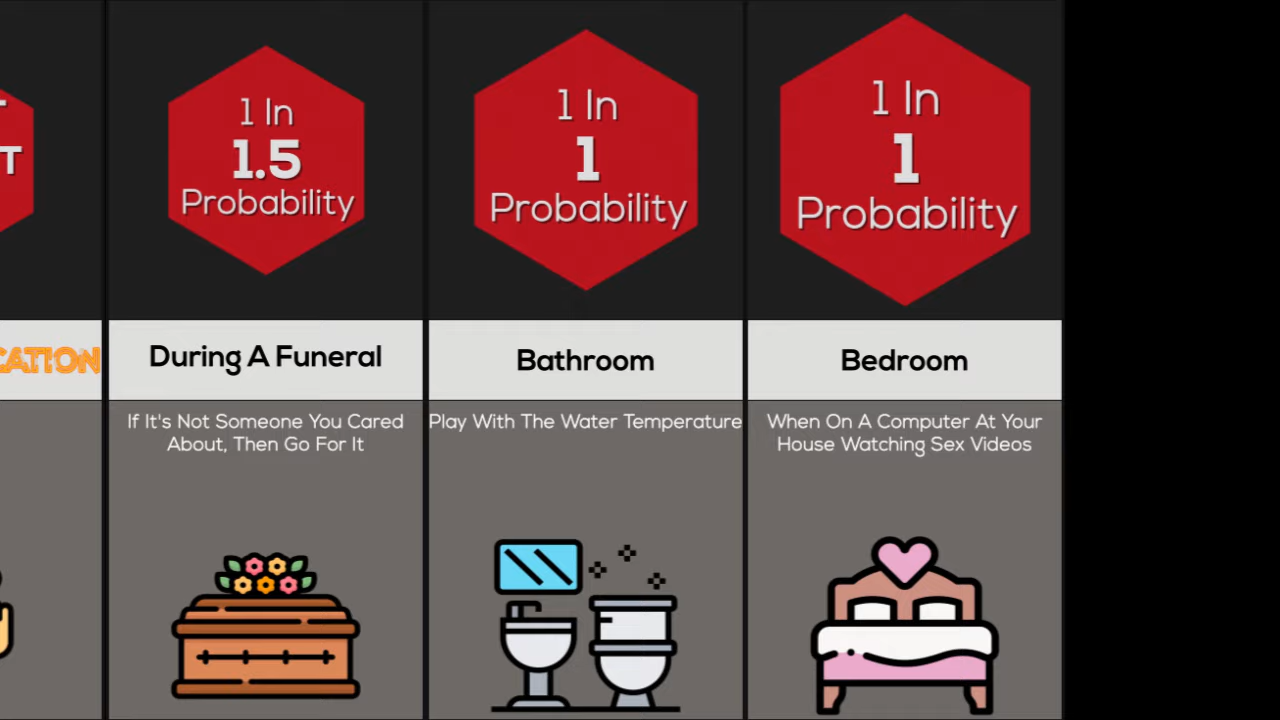 1 In
1.5
Probability
1 In
1
Probability
1 In
1
Probability
During A Funeral
Bathroom
Bedroom
If It's Not Someone You Cared
About, Then Go For It
Play With The Water Temperature
When On A Computer At Your
House Watching Sex Videos